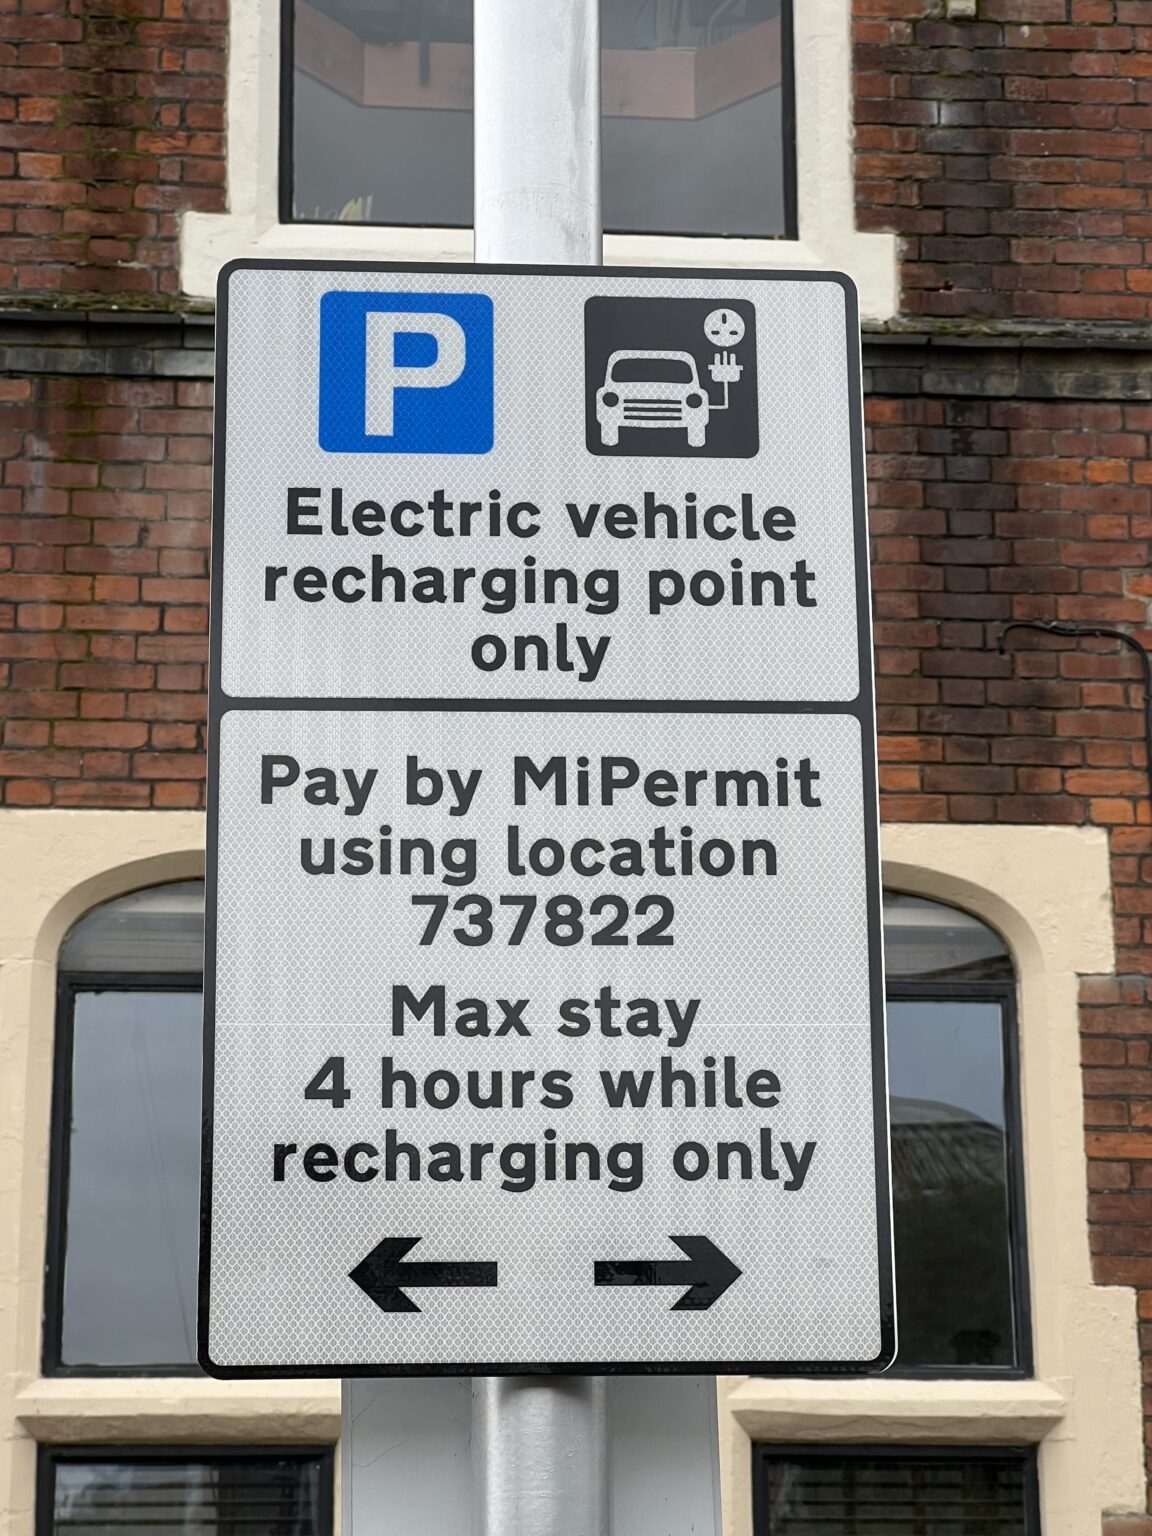 P
Electric vehicle
recharging point
only
Pay by MiPermit
using location
737822
Max stay
4 hours while
recharging only